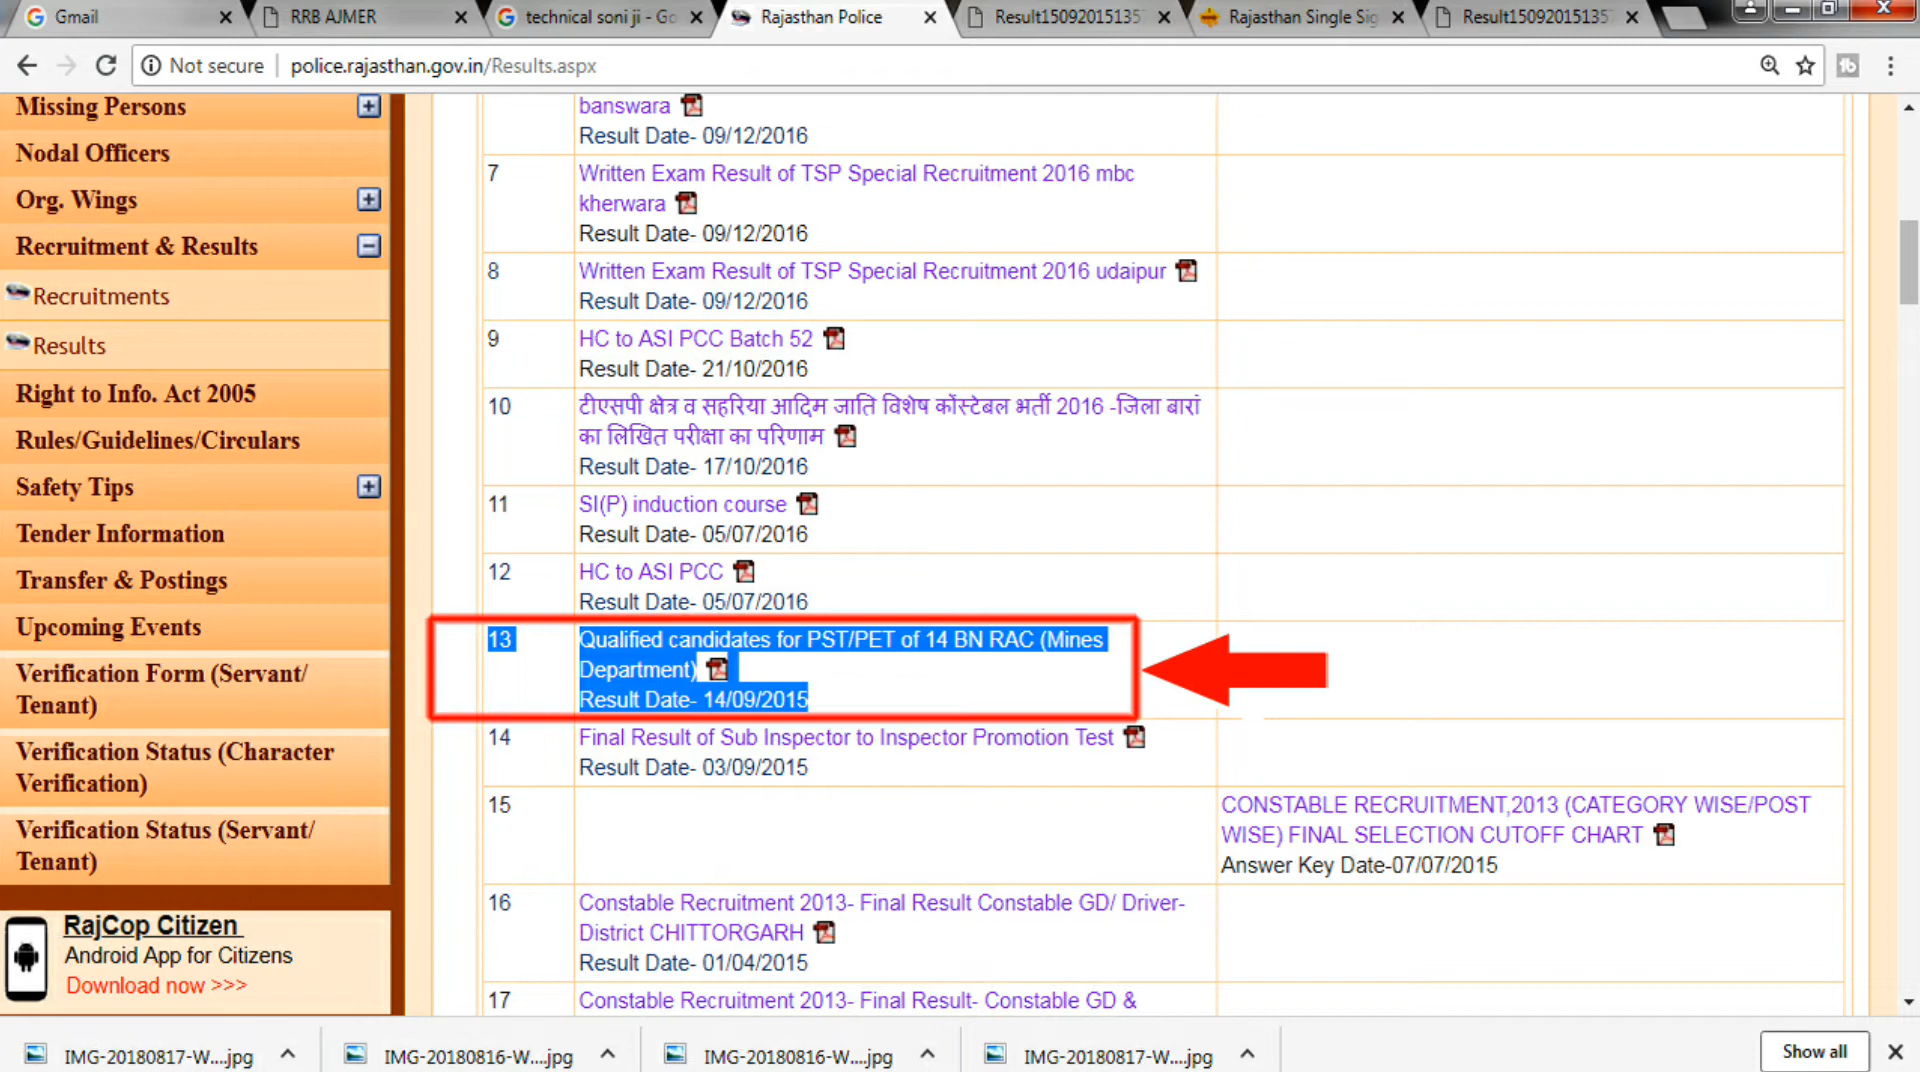 Gmail
RRB AJMER
technical soni ji - Go
Rajasthan Police
Result15092015135
Rajasthan Single Sig
Result15092015135
Not secure
police.rajasthan.gov.in/Results.aspx
Missing Persons
Nodal Officers
Org. Wings
Recruitment & Results
Recruitments
Results
Right to Info. Act 2005
Rules/Guidelines/Circulars
Safety Tips
Tender Information
Transfer & Postings
Upcoming Events
Verification Form (Servant/
Tenant)
Verification Status (Character
Verification)
Verification Status (Servant/
Tenant)
RajCop Citizen
Android App for Citizens
Download now >>>
banswara
Result Date- 09/12/2016
7
Written Exam Result of TSP Special Recruitment 2016 mbc
kherwara
Result Date- 09/12/2016
8
Written Exam Result of TSP Special Recruitment 2016 udaipur
Result Date- 09/12/2016
9
HC to ASI PCC Batch 52
Result Date- 21/10/2016
10
टीएसपी क्षेत्र व सहरिया आदिम जाति विशेष कोंस्टेबल भर्ती 2016 -जिला बारां
का लिखित परीक्षा का परिणाम
Result Date- 17/10/2016
11
SI(P) induction course
Result Date- 05/07/2016
12
HC to ASI PCC
Result Date- 05/07/2016
13
Qualified candidates for PST/PET of 14 BN RAC (Mines
Department)
Result Date- 14/09/2015
14
Final Result of Sub Inspector to Inspector Promotion Test
Result Date- 03/09/2015
15
CONSTABLE RECRUITMENT,2013 (CATEGORY WISE/POST
WISE) FINAL SELECTION CUTOFF CHART
Answer Key Date-07/07/2015
16
Constable Recruitment 2013- Final Result Constable GD/ Driver-
District CHITTORGARH
Result Date- 01/04/2015
17
Constable Recruitment 2013- Final Result- Constable GD &
IMG-20180817-W....jpg
IMG-20180816-W....jpg
IMG-20180816-W....jpg
IMG-20180817-W....jpg
Show all